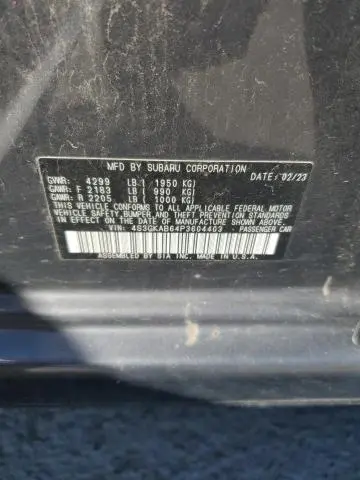 MFD BY SUBARU CORPORATION DATE: 02/23
GVWR: 4299 LB.( 1950 KG)
GAWR: F 2183 LB ( 990 KG)
GAWR: R 2205 LB ( 1000 KG)
THIS VEHICLE CONFORMS TO ALL APPLICABLE FEDERAL MOTOR
VEHICLE SAFETY,BUMPER,AND THEFT PREVENTION STANDARDS
IN EFFECT ON THE DATE OF MANUFACTURE SHOWN ABOVE.
VIN: 4S3GKAB64P3604403 PASSENGER CAR
ASSEMBLED BY SIA INC. MADE IN U.S.A.